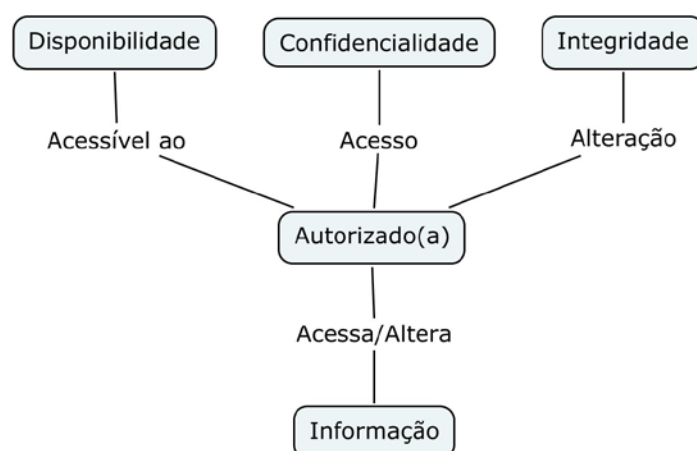 Disponibilidade
Confidencialidade
Integridade
Acessível ao
Acesso
Alteração
Autorizado(a)
Acessa/Altera
Informação